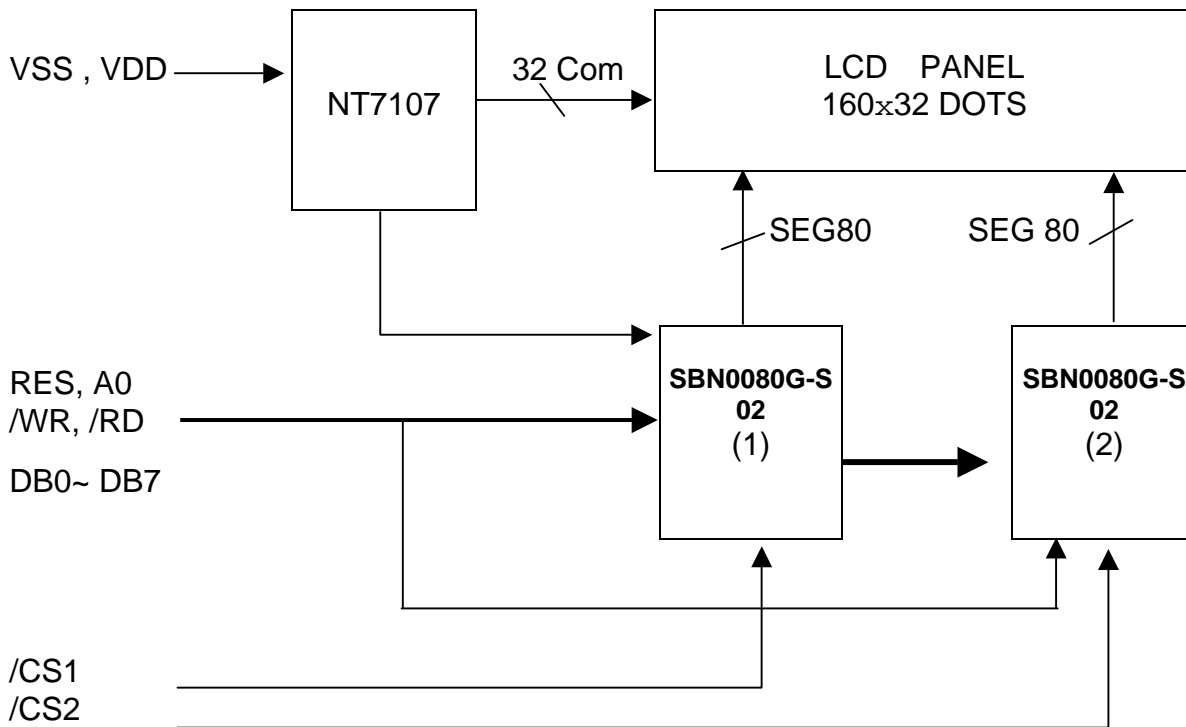 VSS , VDD
NT7107
32 Com
LCD PANEL
160x32 DOTS
SEG80
SEG 80
RES, A0
/WR, /RD
DB0~ DB7
SBN0080G-S
02
(1)
SBN0080G-S
02
(2)
/CS1
/CS2